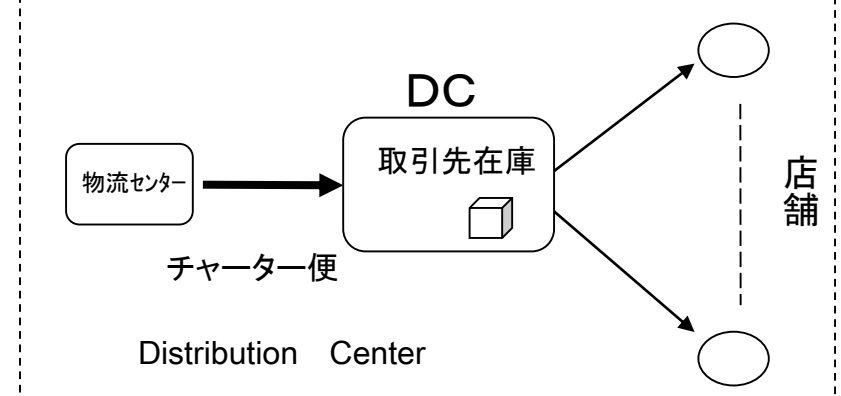 DC
取引先在庫
物流センター
チャーター便
店舗
Distribution Center